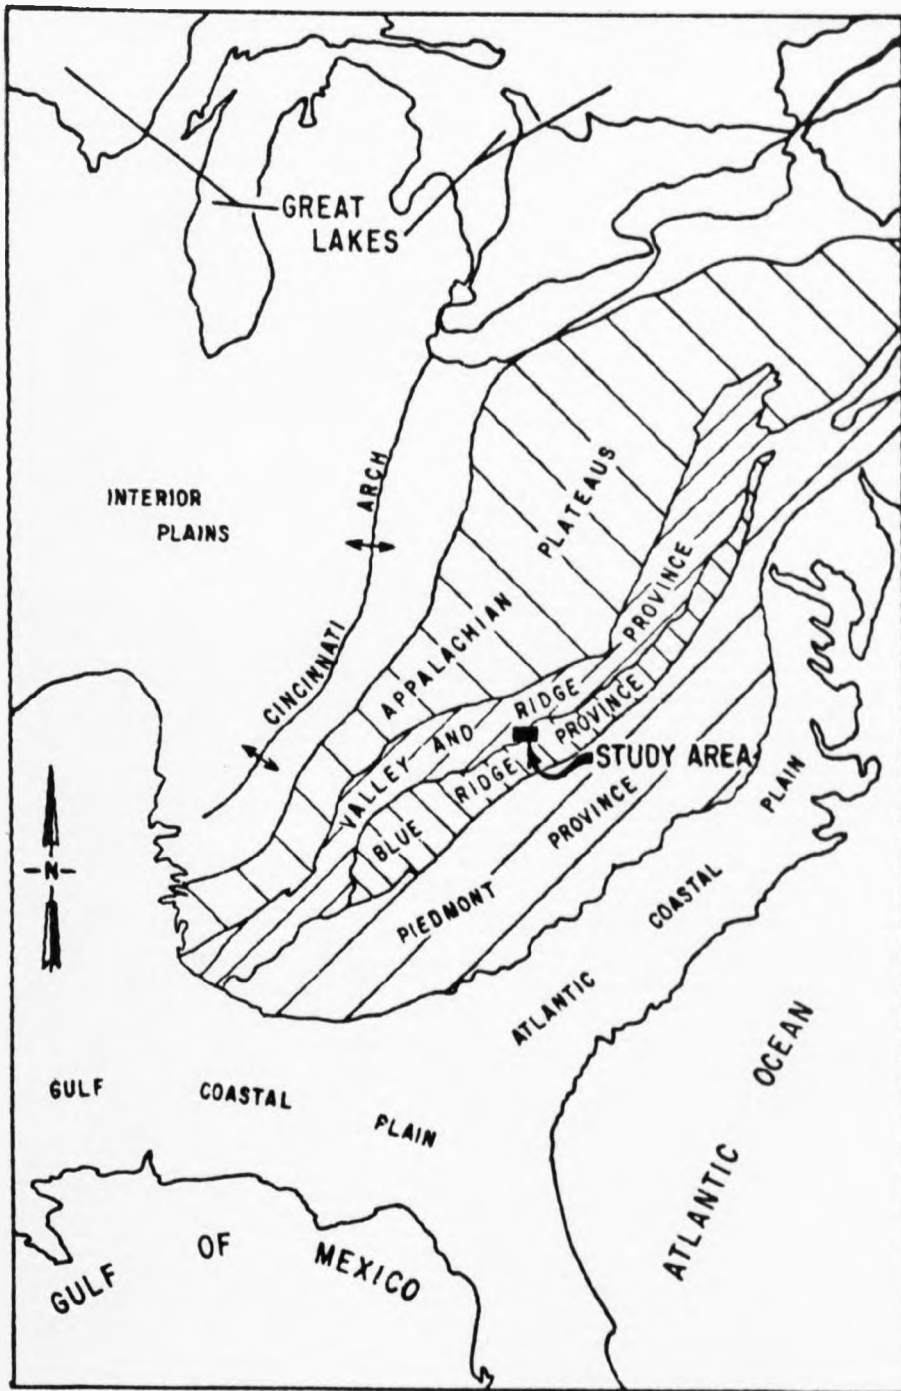 GREAT
LAKES
INTERIOR
PLAINS
CINCINNATI ARCH
APPALACHIAN PLATEAUS
VALLEY AND RIDGE PROVINCE
BLUE RIDGE PROVINCE
STUDY AREA
PIEDMONT PROVINCE
ATLANTIC COASTAL PLAIN
-N-
GULF COASTAL PLAIN
ATLANTIC OCEAN
GULF OF MEXICO